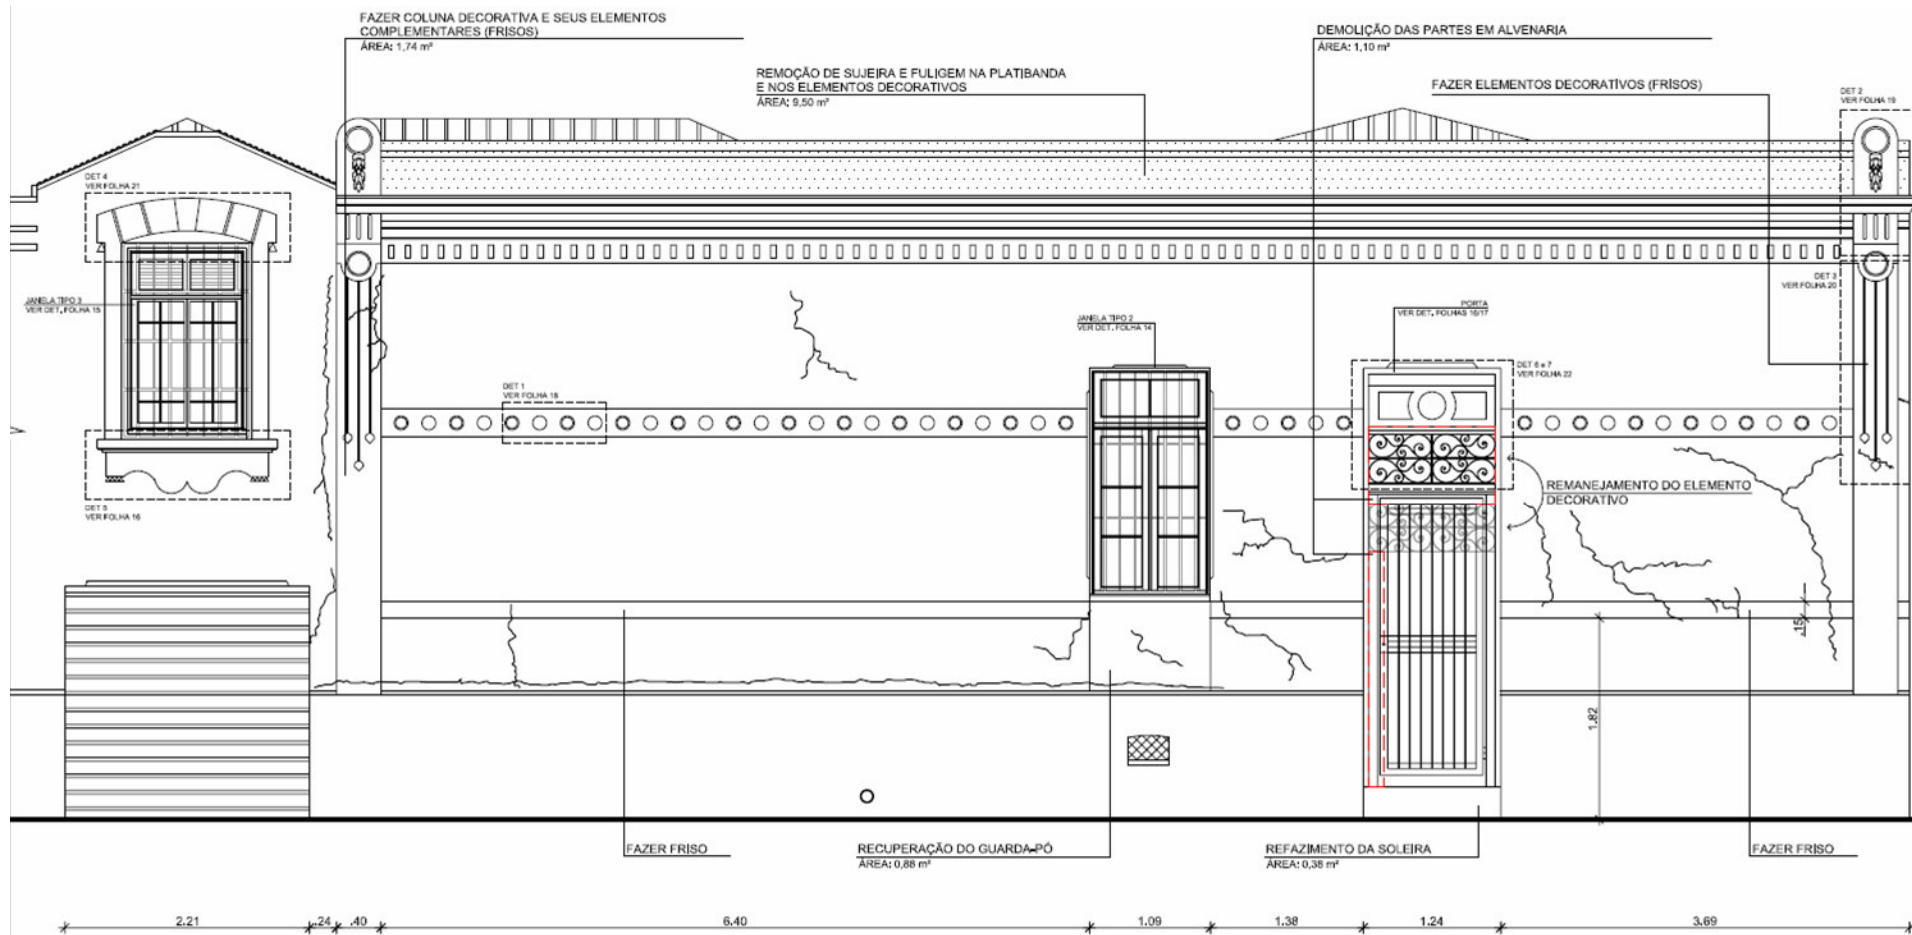 FAZER COLUNA DECORATIVA E SEUS ELEMENTOS
COMPLEMENTARES (FRISOS)
ÁREA: 1,74 m²
REMOÇÃO DE SUJEIRA E FULIGEM NA PLATIBANDA
E NOS ELEMENTOS DECORATIVOS
ÁREA: 9,50 m²
DEMOLIÇÃO DAS PARTES EM ALVENARIA
ÁREA: 1,10 m²
FAZER ELEMENTOS DECORATIVOS (FRISOS)
DET 2
VER FOLHA 19
DET 4
VER FOLHA 21
JANELA TIPO 3
VER DET. FOLHA 15
DET 3
VER FOLHA 20
PORTA
VER DET. FOLHAS 16/17
JANELA TIPO 2
VER DET. FOLHA 14
DET 6 e 7
VER FOLHA 22
DET 1
VER FOLHA 18
REMANEJAMENTO DO ELEMENTO
DECORATIVO
DET 5
VER FOLHA 16
.15
1.82
FAZER FRISO
RECUPERAÇÃO DO GUARDA-PÓ
ÁREA: 0,88 m²
REFAZIMENTO DA SOLEIRA
ÁREA: 0,38 m²
FAZER FRISO
2.21
.24
.40
6.40
1.09
1.38
1.24
3.69